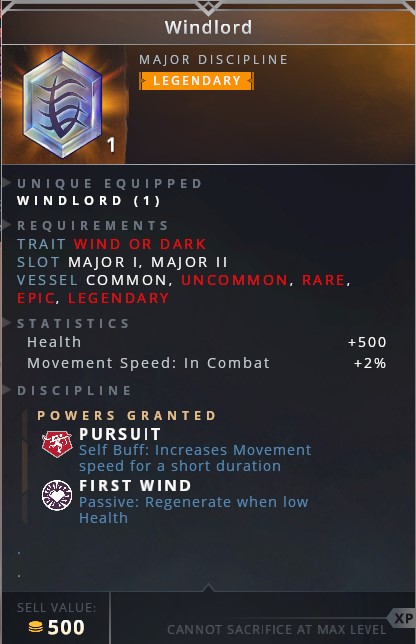 Windlord
MAJOR DISCIPLINE
LEGENDARY
1
UNIQUE EQUIPPED
WINDLORD (1)
REQUIREMENTS
TRAIT WIND OR DARK
SLOT MAJOR I, MAJOR II
VESSEL COMMON, UNCOMMON, RARE,
EPIC, LEGENDARY
STATISTICS
Health +500
Movement Speed: In Combat +2%
DISCIPLINE
POWERS GRANTED
PURSUIT
Self Buff: Increases Movement
speed for a short duration
FIRST WIND
Passive: Regenerate when low
Health
.
.
SELL VALUE:
500
CANNOT SACRIFICE AT MAX LEVEL
XP